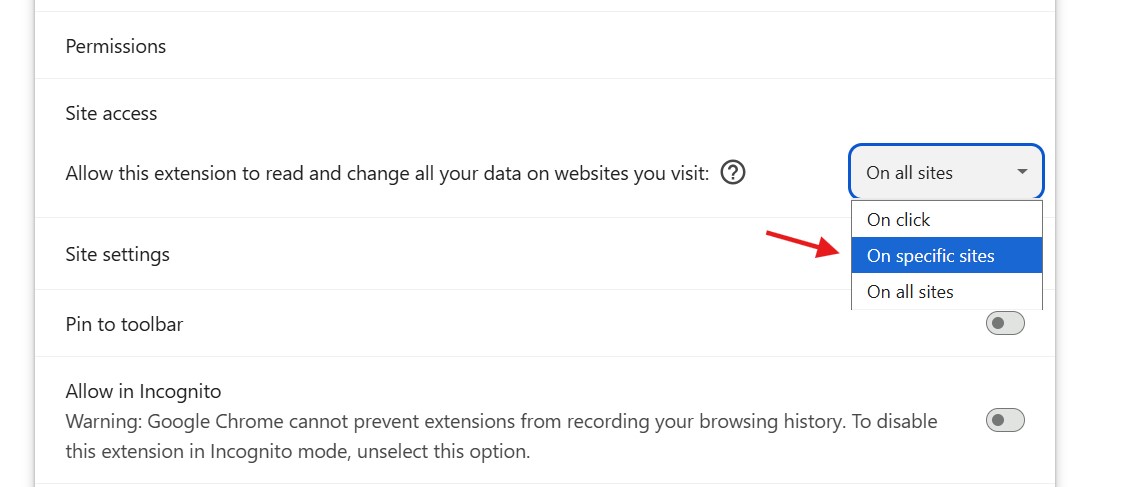 Permissions
Site access
Allow this extension to read and change all your data on websites you visit:
On all sites
On click
On specific sites
On all sites
Site settings
Pin to toolbar
Allow in Incognito
Warning: Google Chrome cannot prevent extensions from recording your browsing history. To disable
this extension in Incognito mode, unselect this option.